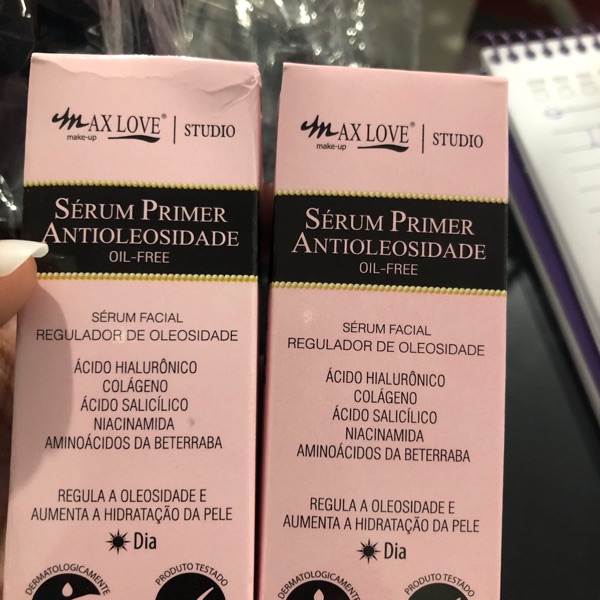 MAX LOVE® | STUDIO
make-up
SÉRUM PRIMER
ANTIOLEOSIDADE
OIL-FREE
SÉRUM FACIAL
REGULADOR DE OLEOSIDADE
ÁCIDO HIALURÔNICO
COLÁGENO
ÁCIDO SALICÍLICO
NIACINAMIDA
AMINOÁCIDOS DA BETERRABA
REGULA A OLEOSIDADE E
AUMENTA A HIDRATAÇÃO DA PELE
Dia
DERMATOLOGICAMENTE
PRODUTO TESTADO
MAX LOVE® | STUDIO
make-up
SÉRUM PRIMER
ANTIOLEOSIDADE
OIL-FREE
SÉRUM FACIAL
REGULADOR DE OLEOSIDADE
ÁCIDO HIALURÔNICO
COLÁGENO
ÁCIDO SALICÍLICO
NIACINAMIDA
AMINOÁCIDOS DA BETERRABA
REGULA A OLEOSIDADE E
AUMENTA A HIDRATAÇÃO DA PELE
Dia
DERMATOLOGICAMENTE
PRODUTO TESTADO